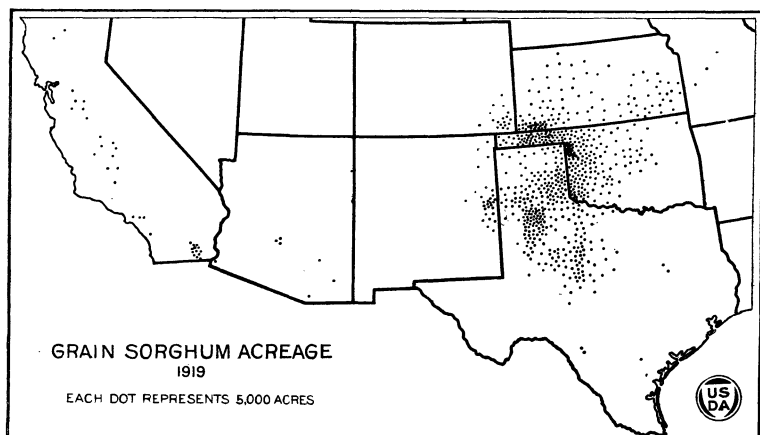 GRAIN SORGHUM ACREAGE
1919
EACH DOT REPRESENTS 5,000 ACRES
US
DA